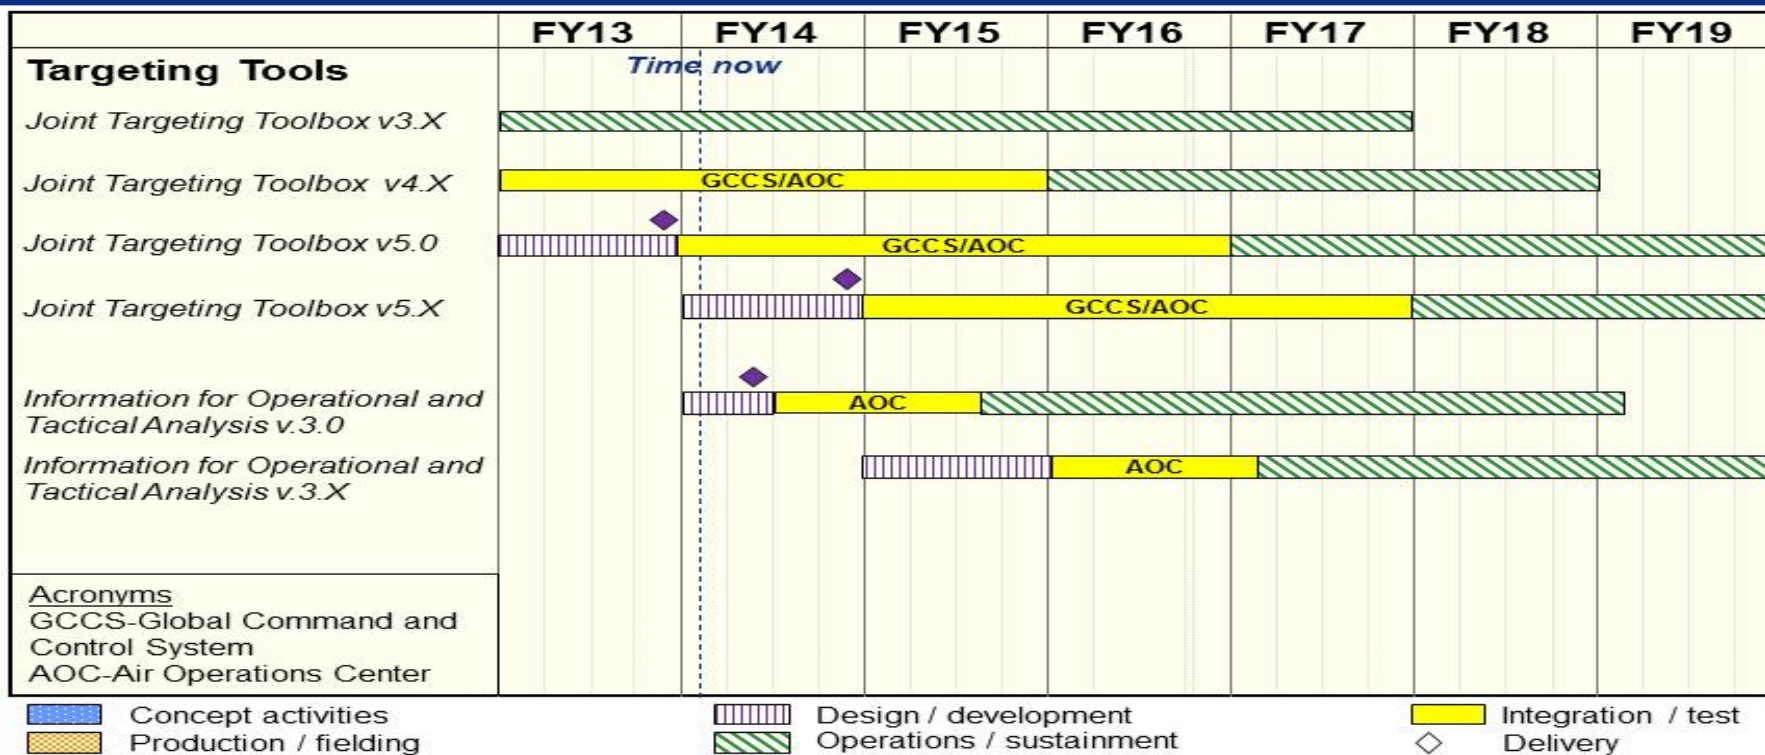 FY13 FY14 FY15 FY16 FY17 FY18 FY19
Targeting Tools
Time now
Joint Targeting Toolbox v3.X
Joint Targeting Toolbox v4.X
GCCS/AOC
Joint Targeting Toolbox v5.0
GCCS/AOC
Joint Targeting Toolbox v5.X
GCCS/AOC
Information for Operational and
Tactical Analysis v.3.0
AOC
Information for Operational and
Tactical Analysis v.3.X
AOC
Acronyms
GCCS-Global Command and
Control System
AOC-Air Operations Center
Concept activities
Design / development
Integration / test
Production / fielding
Operations / sustainment
Delivery